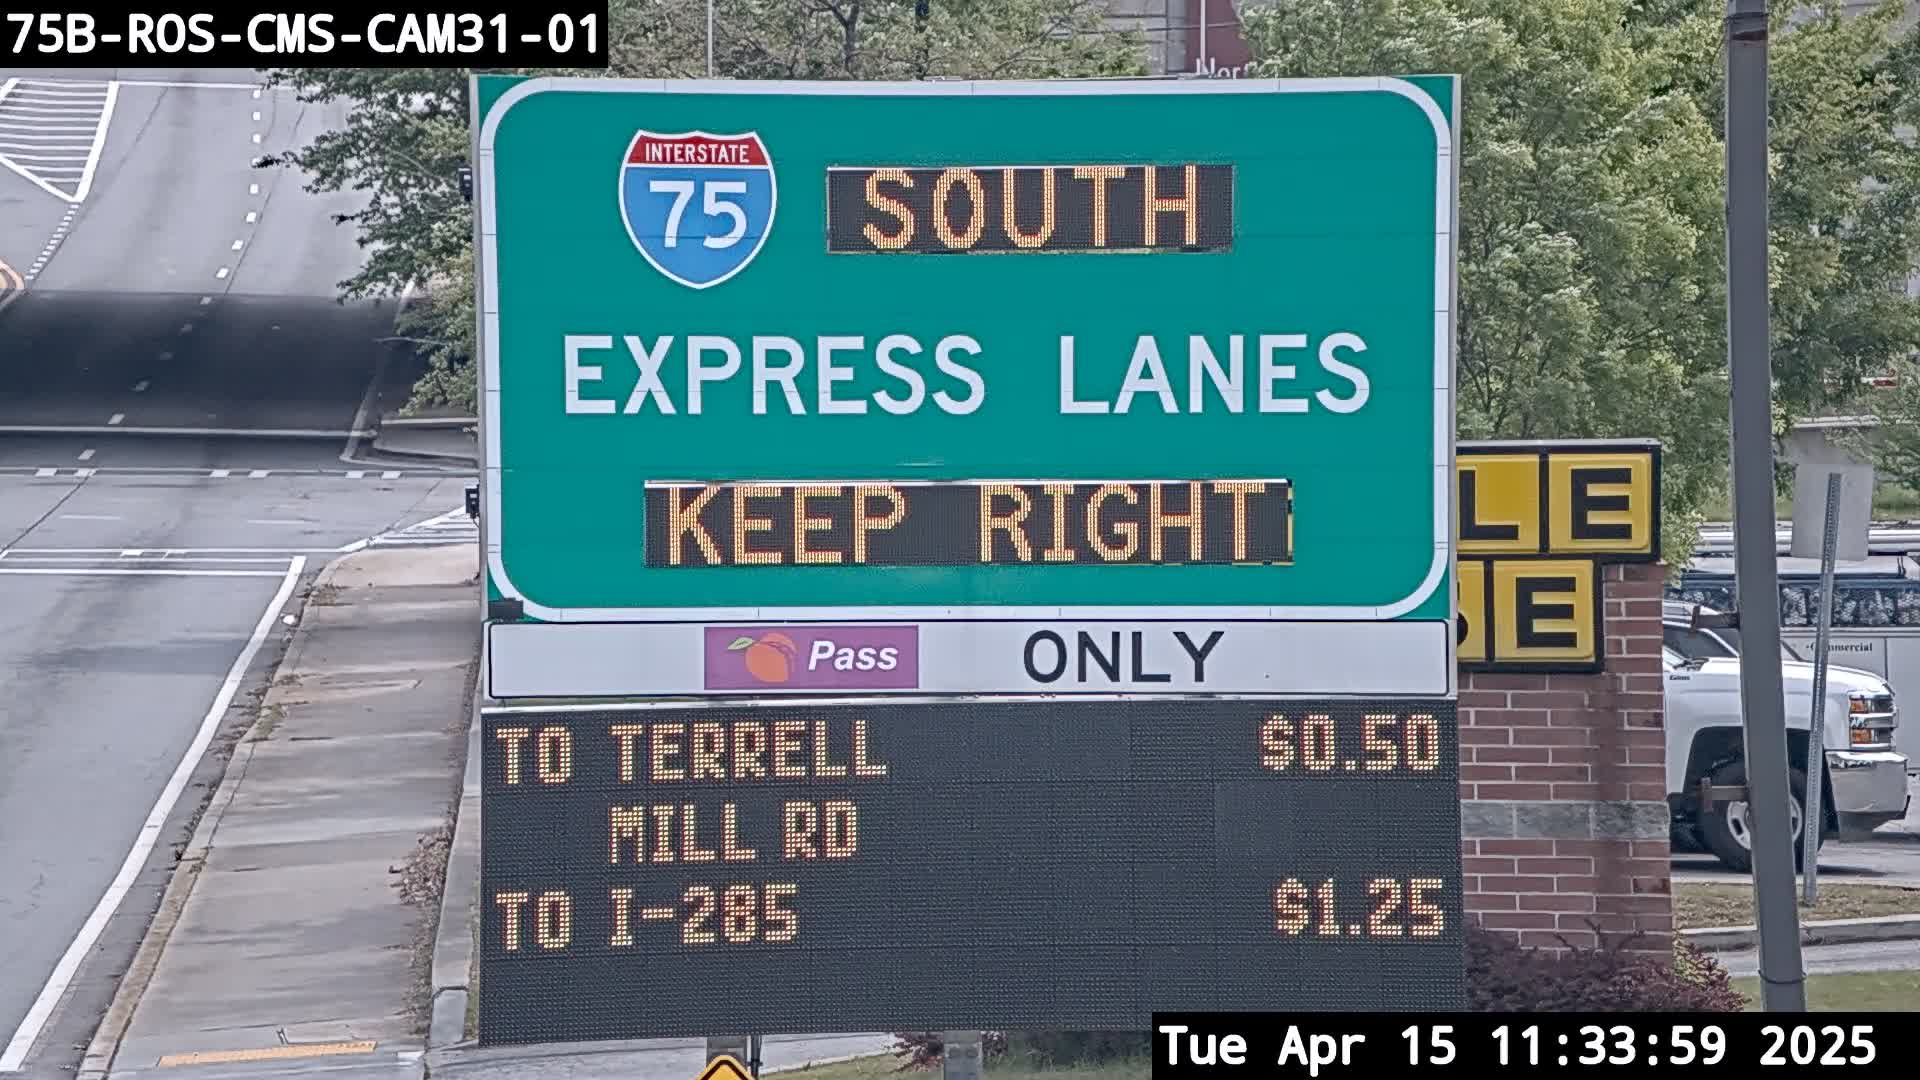 75B-ROS-CMS-CAM31-01
INTERSTATE
75
SOUTH
EXPRESS LANES
KEEP RIGHT
Pass ONLY
TO TERRELL $0.50
MILL RD
TO I-285 $1.25
LE
E
Tue Apr 15 11:33:59 2025